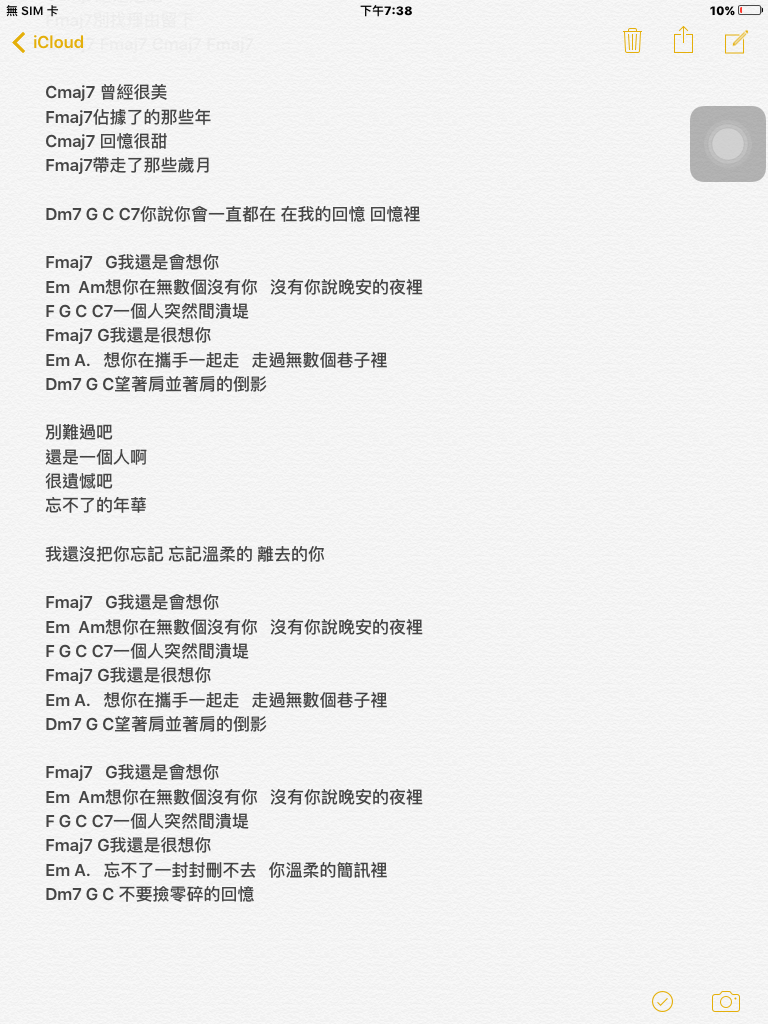 無 SIM 卡
下午7:38
10%
iCloud
Cmaj7 曾經很美
Fmaj7佔據了的那些年
Cmaj7 回憶很甜
Fmaj7帶走了那些歲月
Dm7 G C C7你說你會一直都在 在我的回憶 回憶裡
Fmaj7   G我還是會想你
Em  Am想你在無數個沒有你   沒有你說晚安的夜裡
F G C C7一個人突然間潰堤
Fmaj7 G我還是很想你
Em A.   想你在攜手一起走   走過無數個巷子裡
Dm7 G C望著肩並著肩的倒影
別難過吧
還是一個人啊
很遺憾吧
忘不了的年華
我還沒把你忘記 忘記溫柔的 離去的你
Fmaj7   G我還是會想你
Em  Am想你在無數個沒有你   沒有你說晚安的夜裡
F G C C7一個人突然間潰堤
Fmaj7 G我還是很想你
Em A.   想你在攜手一起走   走過無數個巷子裡
Dm7 G C望著肩並著肩的倒影
Fmaj7   G我還是會想你
Em  Am想你在無數個沒有你   沒有你說晚安的夜裡
F G C C7一個人突然間潰堤
Fmaj7 G我還是很想你
Em A.   忘不了一封封刪不去   你溫柔的簡訊裡
Dm7 G C 不要撿零碎的回憶